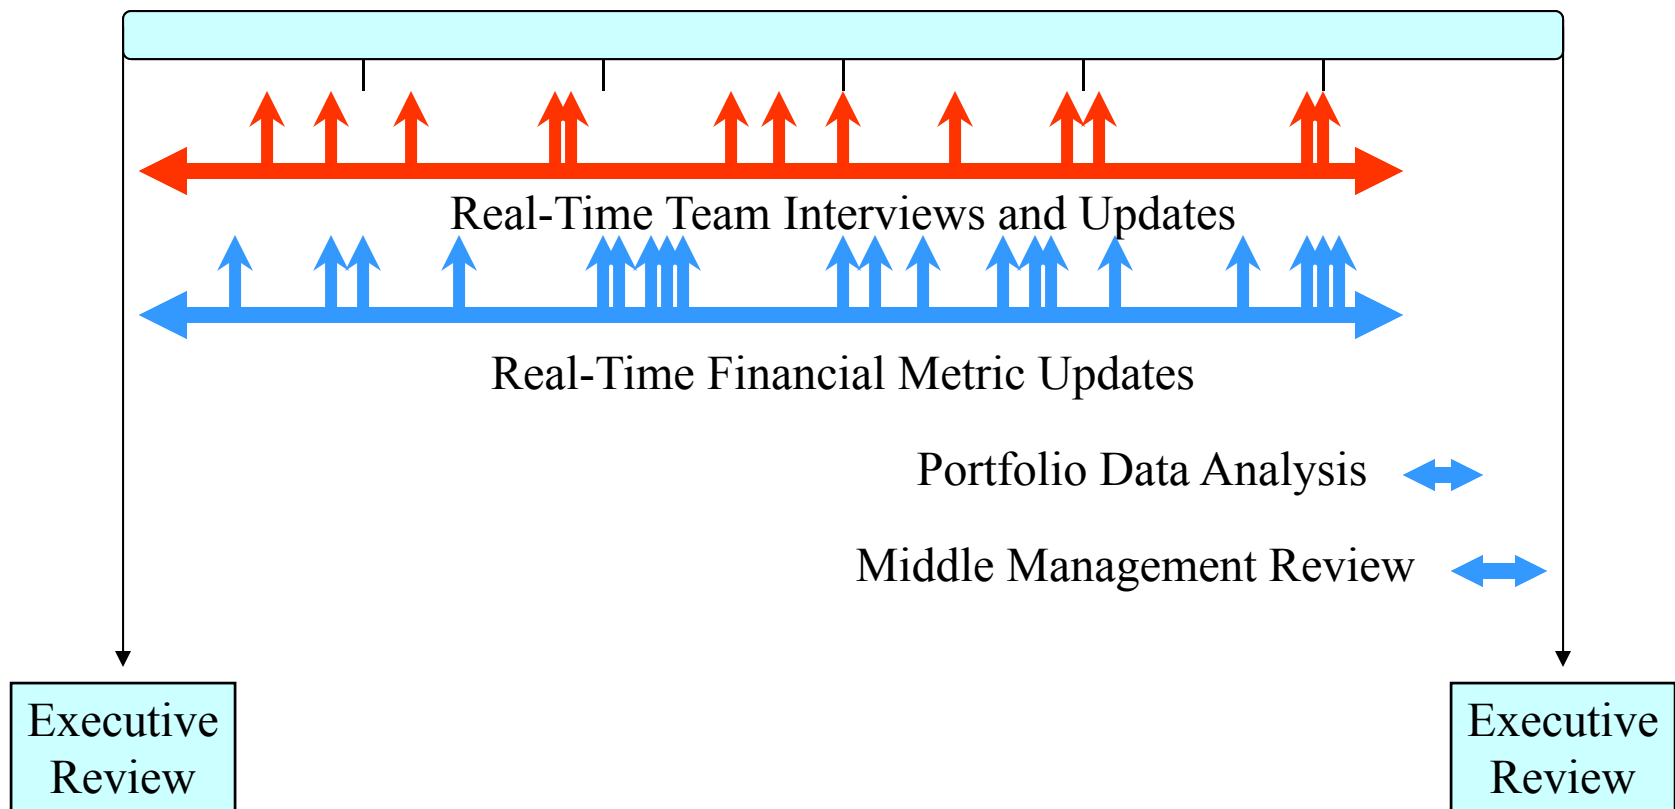 Real-Time Team Interviews and Updates
Real-Time Financial Metric Updates
Portfolio Data Analysis
Middle Management Review
Executive
Review
Executive
Review